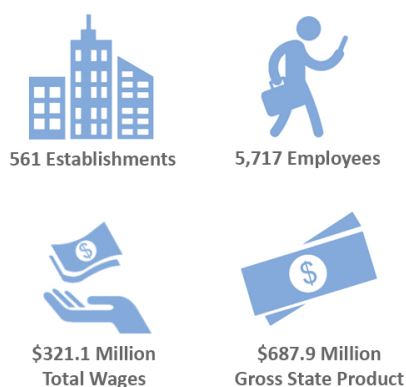 561 Establishments
5,717 Employees
$
$
$321.1 Million
Total Wages
$687.9 Million
Gross State Product